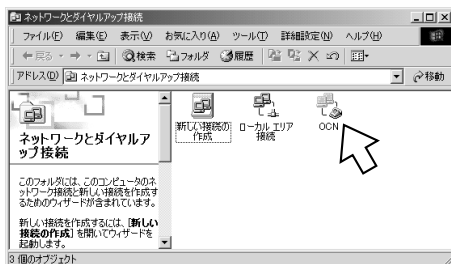 ネットワークとダイヤルアップ接続
ファイル(F) 編集(E) 表示(V) お気に入り(A) ツール(T) 詳細設定(N) ヘルプ(H)
戻る 検索 フォルダ 履歴
アドレス(D) ネットワークとダイヤルアップ接続 移動
ネットワークとダイヤルア
ップ接続
このフォルダには、このコンピュータのネ
ットワーク接続と新しい接続を作成す
るためのウィザードが含まれています。
新しい接続を作成するには、[新しい
接続の作成] を開いてウィザードを
起動します。
新しい接続の
作成
ローカル エリア
接続
OCN
3 個のオブジェクト